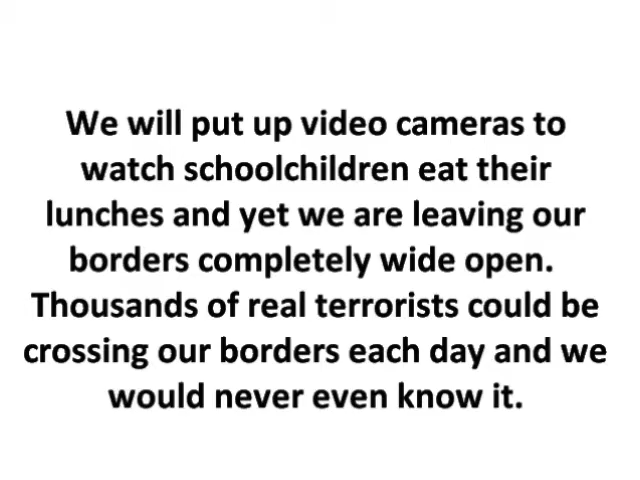 We will put up video cameras to
watch schoolchildren eat their
lunches and yet we are leaving our
borders completely wide open.
Thousands of real terrorists could be
crossing our borders each day and we
would never even know it.